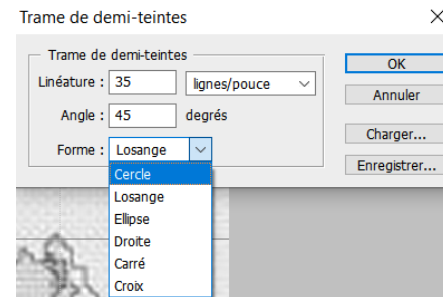 Trame de demi-teintes
Trame de demi-teintes
Linéature : 35 lignes/pouce
OK
Annuler
Angle : 45 degrés
Charger...
Forme : Losange
Enregistrer...
Cercle
Losange
Ellipse
Droite
Carré
Croix